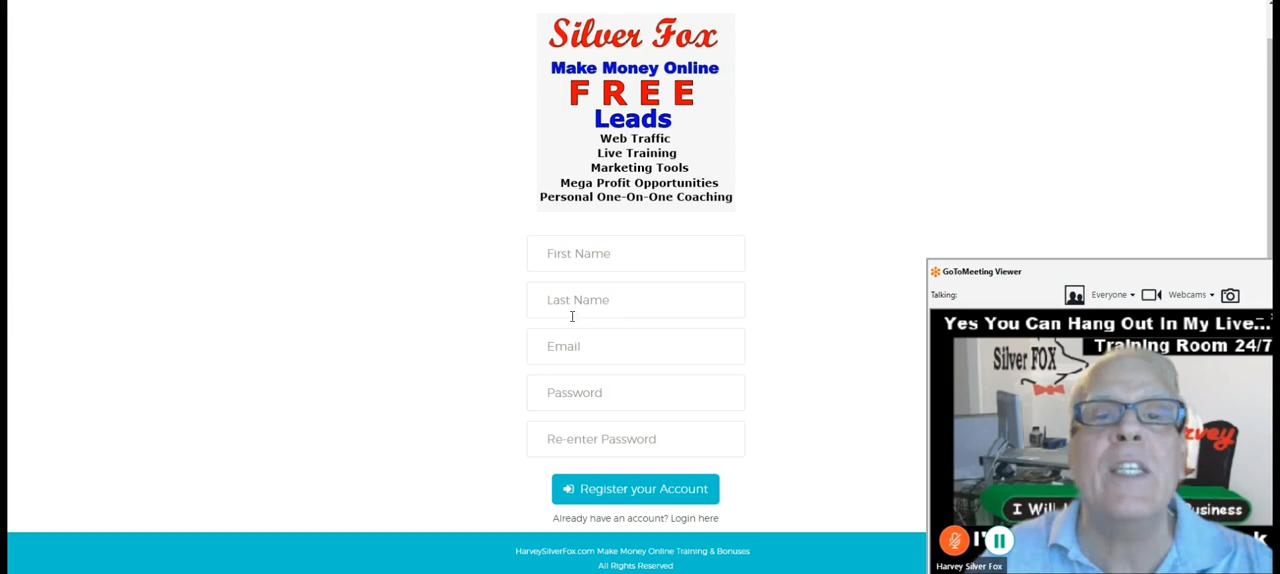 Silver Fox
Make Money Online
FREE
Leads
Web Traffic
Live Training
Marketing Tools
Mega Profit Opportunities
Personal One-On-One Coaching
First Name
Last Name
Email
Password
Re-enter Password
Register your Account
Already have an account? Login here
HarveySilverFox.com Make Money Online Training & Bonuses
All Rights Reserved
GoToMeeting Viewer
Talking:
Everyone
Webcams
Yes You Can Hang Out In My Live...
Training Room 24/7
Silver FOX
I Will
usiness
Harvey Silver Fox